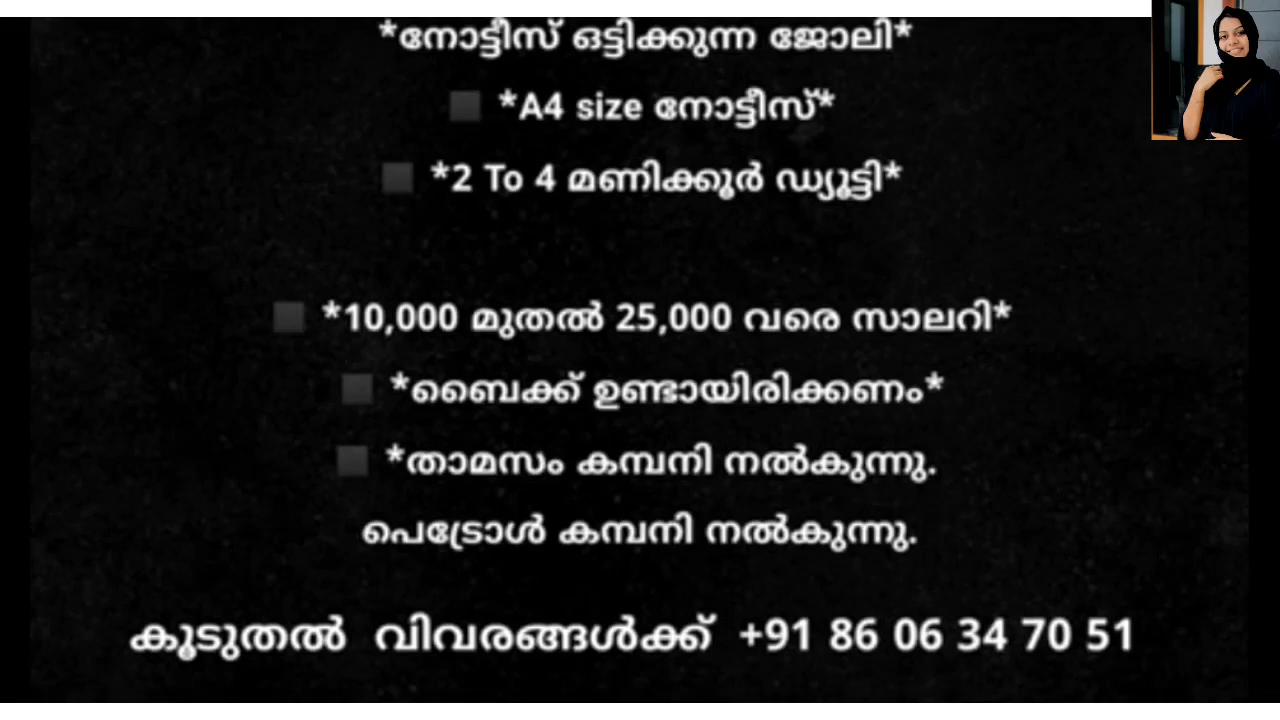 *നോട്ടീസ് ഒട്ടിക്കുന്ന ജോലി*
*A4 size നോട്ടീസ്*
*2 To 4 മണിക്കൂർ ഡ്യൂട്ടി*
*10,000 മുതൽ 25,000 വരെ സാലറി*
*ബൈക്ക് ഉണ്ടായിരിക്കണം*
*താമസം കമ്പനി നൽകുന്നു.
പെട്രോൾ കമ്പനി നൽകുന്നു.
കൂടുതൽ വിവരങ്ങൾക്ക് +91 86 06 34 70 51